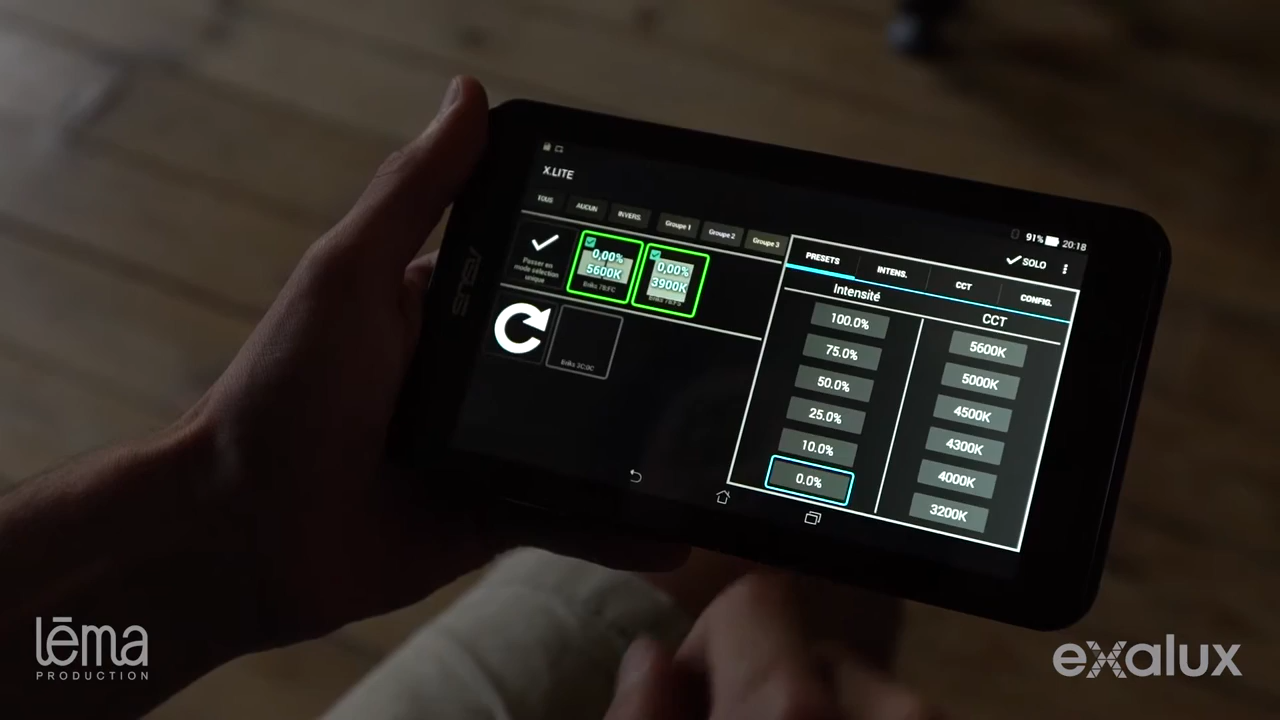 91% 20:18
X.LITE
SOLO
TOUS AUCUN INVERS. Groupe 1 Groupe 2 Groupe 3
Passer en
mode selection
unique
0,00%
5600K
0,00%
3900K
PRESETS INTENS. CCT CONFIG.
Intensité CCT
100.0% 5600K
75.0% 5000K
50.0% 4500K
25.0% 4300K
10.0% 4000K
0.0% 3200K
ASUS
lēma
PRODUCTION
exalux